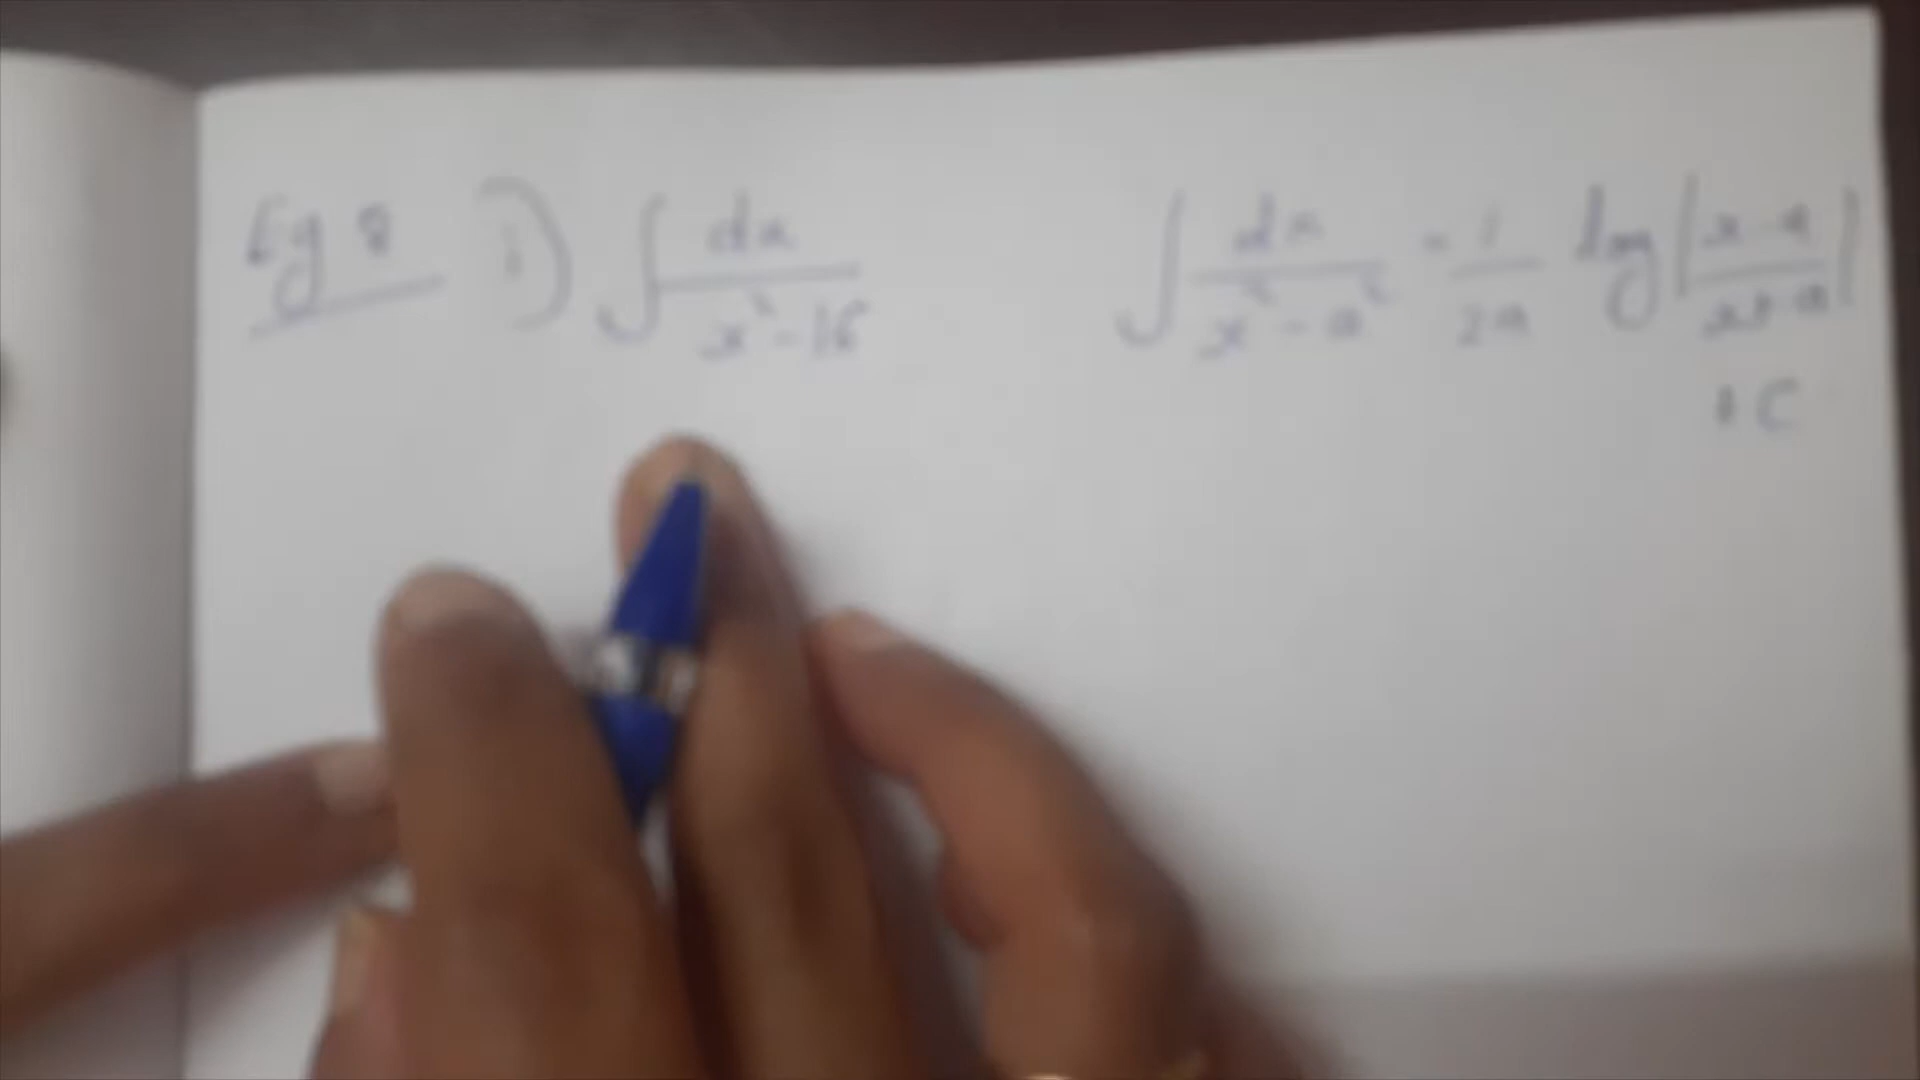 Eg 8 i) ∫ dx / x² - 16 ∫ dx / x² - a² = 1 / 2a log | x - a / x + a |
+ C